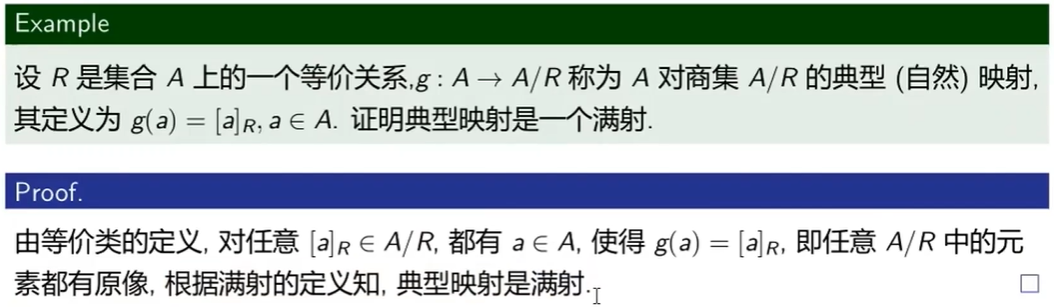 Example
设 R 是集合 A 上的一个等价关系,g : A → A/R 称为 A 对商集 A/R 的典型 (自然) 映射,
其定义为 g(a) = [a]_R, a ∈ A. 证明典型映射是一个满射.
Proof.
由等价类的定义, 对任意 [a]_R ∈ A/R, 都有 a ∈ A, 使得 g(a) = [a]_R, 即任意 A/R 中的元
素都有原像, 根据满射的定义知, 典型映射是满射.